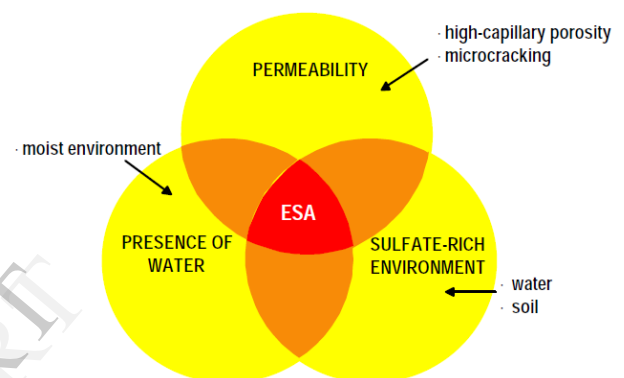 · high-capillary porosity
· microcracking
PERMEABILITY
· moist environment
ESA
PRESENCE OF
WATER
SULFATE-RICH
ENVIRONMENT
· water
· soil